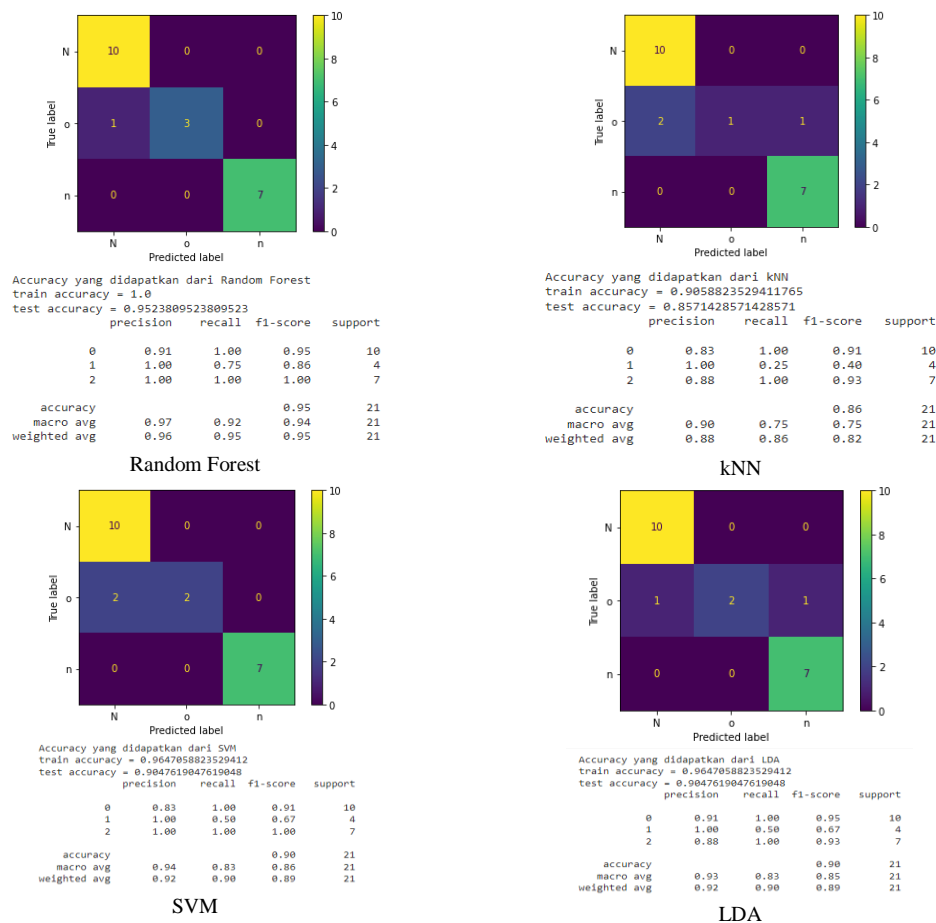 N
o
n
True label
10 0 0
1 3 0
0 0 7
N o n
Predicted label
10
8
6
4
2
0
Accuracy yang didapatkan dari Random Forest
train accuracy = 1.0
test accuracy = 0.9523809523809523
precision recall f1-score support
0 0.91 1.00 0.95 10
1 1.00 0.75 0.86 4
2 1.00 1.00 1.00 7
accuracy 0.95 21
macro avg 0.97 0.92 0.94 21
weighted avg 0.96 0.95 0.95 21
Random Forest
N
o
n
True label
10 0 0
2 1 1
0 0 7
N o n
Predicted label
10
8
6
4
2
0
Accuracy yang didapatkan dari kNN
train accuracy = 0.9058823529411765
test accuracy = 0.8571428571428571
precision recall f1-score support
0 0.83 1.00 0.91 10
1 1.00 0.25 0.40 4
2 0.88 1.00 0.93 7
accuracy 0.86 21
macro avg 0.90 0.75 0.75 21
weighted avg 0.88 0.86 0.82 21
kNN
N
o
n
True label
10 0 0
2 2 0
0 0 7
N o n
Predicted label
10
8
6
4
2
0
Accuracy yang didapatkan dari SVM
train accuracy = 0.9647058823529412
test accuracy = 0.9047619047619048
precision recall f1-score support
0 0.83 1.00 0.91 10
1 1.00 0.50 0.67 4
2 1.00 1.00 1.00 7
accuracy 0.90 21
macro avg 0.94 0.83 0.86 21
weighted avg 0.92 0.90 0.89 21
SVM
N
o
n
True label
10 0 0
1 2 1
0 0 7
N o n
Predicted label
10
8
6
4
2
0
Accuracy yang didapatkan dari LDA
train accuracy = 0.9647058823529412
test accuracy = 0.9047619047619048
precision recall f1-score support
0 0.91 1.00 0.95 10
1 1.00 0.50 0.67 4
2 0.88 1.00 0.93 7
accuracy 0.90 21
macro avg 0.93 0.83 0.85 21
weighted avg 0.92 0.90 0.89 21
LDA